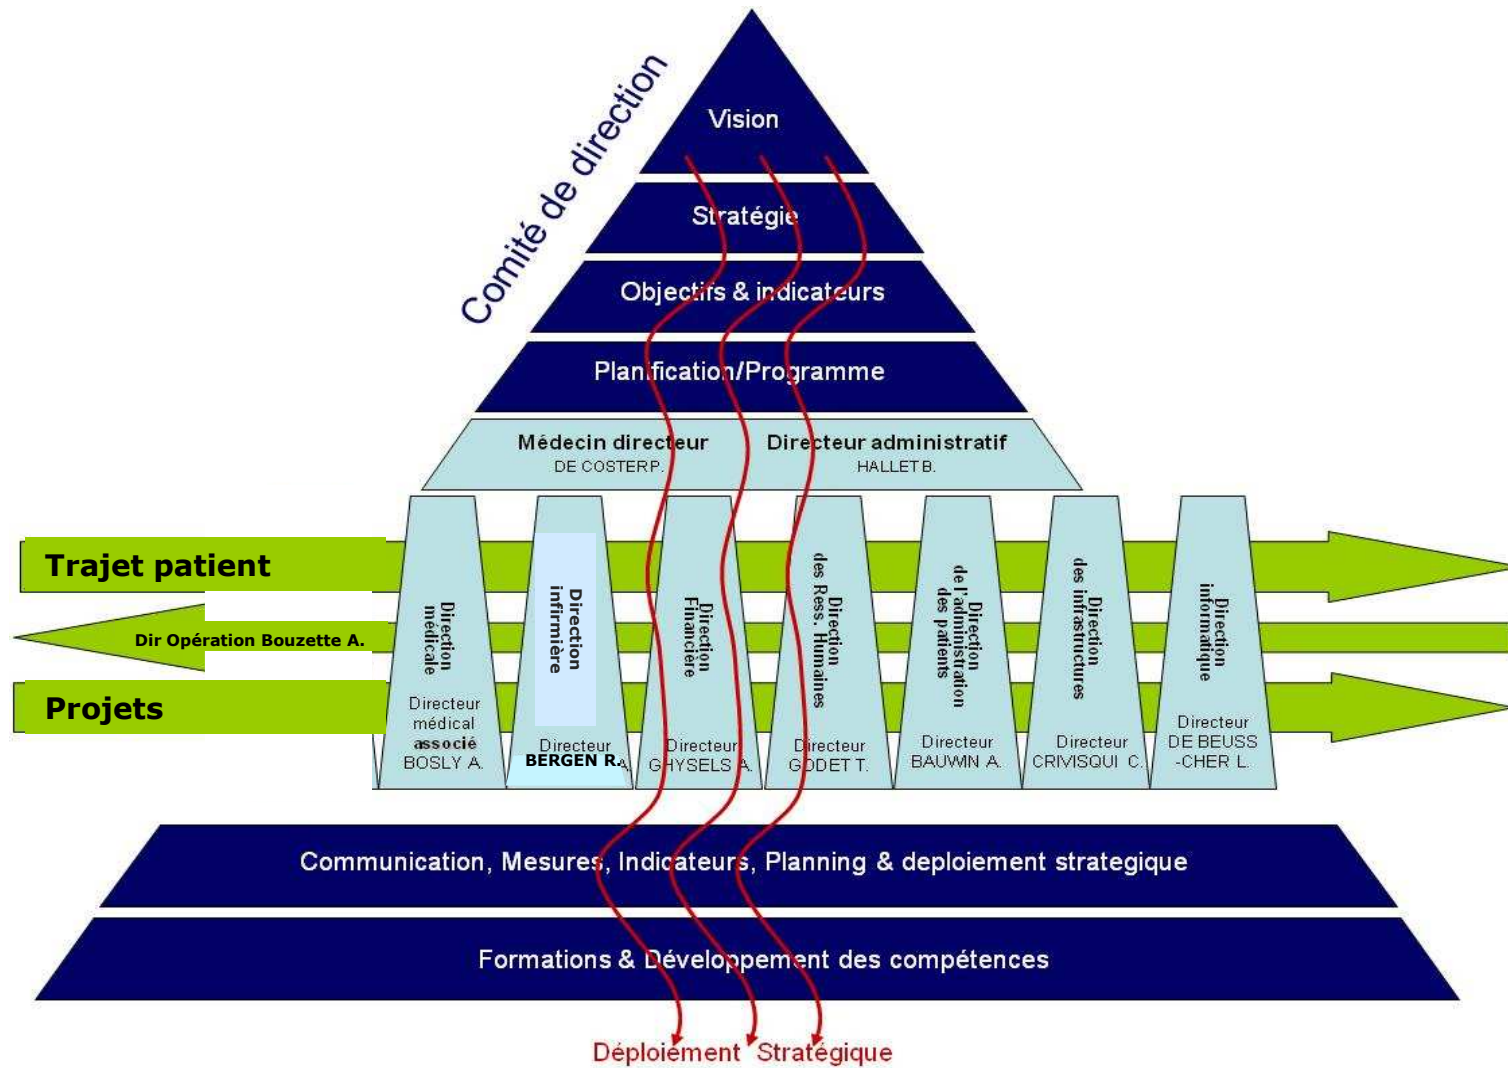 Comité de direction
Vision
Stratégie
Objectifs & indicateurs
Planification/Programme
Médecin directeur
DE COSTER P.
Directeur administratif
HALLET B.
Trajet patient
Dir Opération Bouzette A.
Projets
Direction
médicale
Directeur
médical
associé
BOSLY A.
Direction
infirmière
Directeur
BERGEN R.
A.
Direction
Financière
Directeur
GHYSELS A.
Direction
des Ress. Humaines
Directeur
GODET T.
Direction
de l'administration
des patients
Directeur
BAUWIN A.
Direction
des infrastructures
Directeur
CRIVISQUI C.
Direction
informatique
Directeur
DE BEUSS
-CHER L.
Communication, Mesures, Indicateurs, Planning & deploiement strategique
Formations & Développement des compétences
Déploiement Stratégique